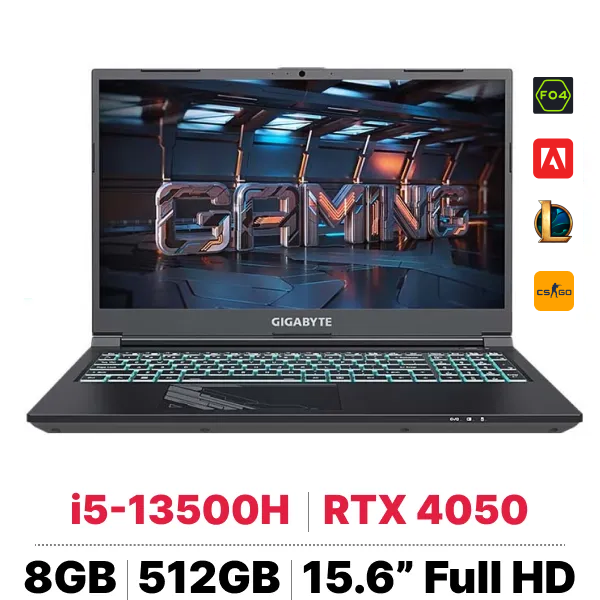 GAMING
GIGABYTE
FO4
CS GO
i5-13500H | RTX 4050
8GB | 512GB | 15.6” Full HD